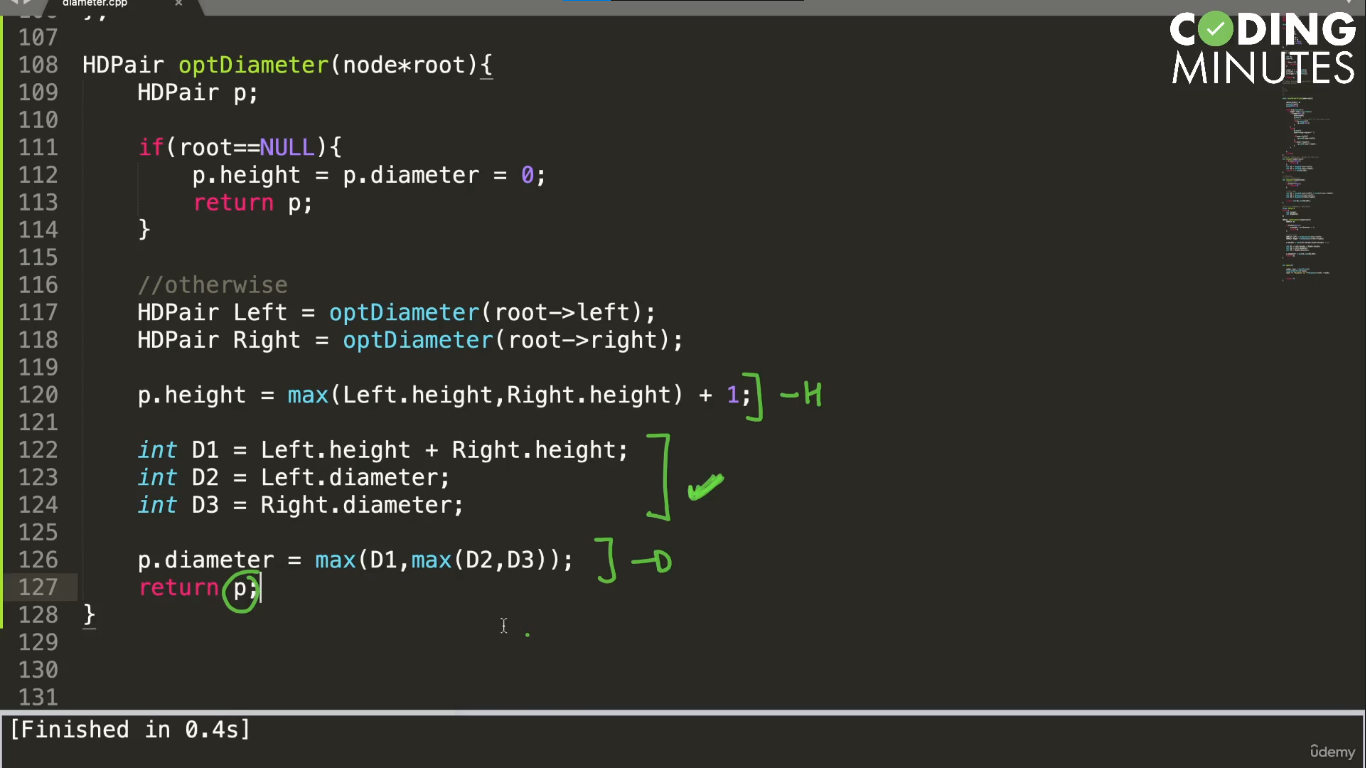 diameter.cpp ×
CODING
MINUTES
107
108 HDPair optDiameter(node*root){
109 HDPair p;
110
111 if(root==NULL){
112 p.height = p.diameter = 0;
113 return p;
114 }
115
116 //otherwise
117 HDPair Left = optDiameter(root->left);
118 HDPair Right = optDiameter(root->right);
119
120 p.height = max(Left.height,Right.height) + 1; -H
121
122 int D1 = Left.height + Right.height;
123 int D2 = Left.diameter;
124 int D3 = Right.diameter;
125
126 p.diameter = max(D1,max(D2,D3)); -D
127 return p;
128 }
129
130
131
[Finished in 0.4s]
ûdemy